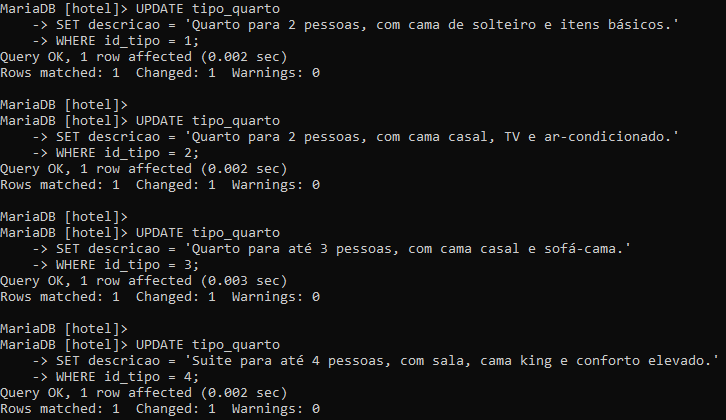 MariaDB [hotel]> UPDATE tipo_quarto
    -> SET descricao = 'Quarto para 2 pessoas, com cama de solteiro e itens básicos.'
    -> WHERE id_tipo = 1;
Query OK, 1 row affected (0.002 sec)
Rows matched: 1  Changed: 1  Warnings: 0

MariaDB [hotel]>
MariaDB [hotel]> UPDATE tipo_quarto
    -> SET descricao = 'Quarto para 2 pessoas, com cama casal, TV e ar-condicionado.'
    -> WHERE id_tipo = 2;
Query OK, 1 row affected (0.002 sec)
Rows matched: 1  Changed: 1  Warnings: 0

MariaDB [hotel]>
MariaDB [hotel]> UPDATE tipo_quarto
    -> SET descricao = 'Quarto para até 3 pessoas, com cama casal e sofá-cama.'
    -> WHERE id_tipo = 3;
Query OK, 1 row affected (0.003 sec)
Rows matched: 1  Changed: 1  Warnings: 0

MariaDB [hotel]>
MariaDB [hotel]> UPDATE tipo_quarto
    -> SET descricao = 'Suite para até 4 pessoas, com sala, cama king e conforto elevado.'
    -> WHERE id_tipo = 4;
Query OK, 1 row affected (0.002 sec)
Rows matched: 1  Changed: 1  Warnings: 0